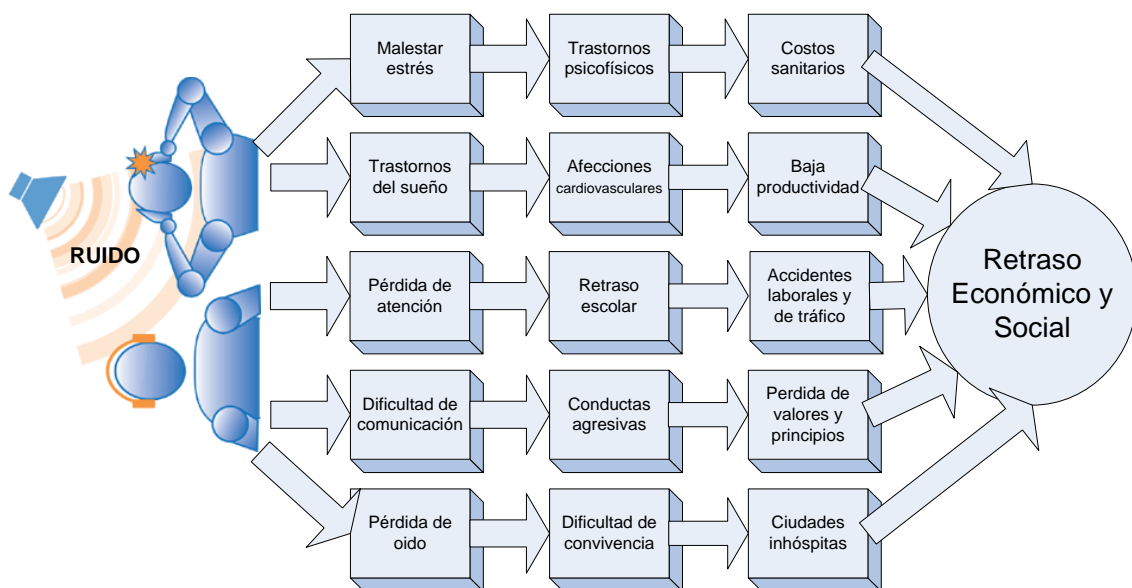 Malestar
estrés
Trastornos
psicofísicos
Costos
sanitarios
Trastornos
del sueño
Afecciones
cardiovasculares
Baja
productividad
RUIDO
Pérdida de
atención
Retraso
escolar
Accidentes
laborales y
de tráfico
Retraso
Económico y
Social
Dificultad de
comunicación
Conductas
agresivas
Perdida de
valores y
principios
Pérdida de
oido
Dificultad de
convivencia
Ciudades
inhóspitas